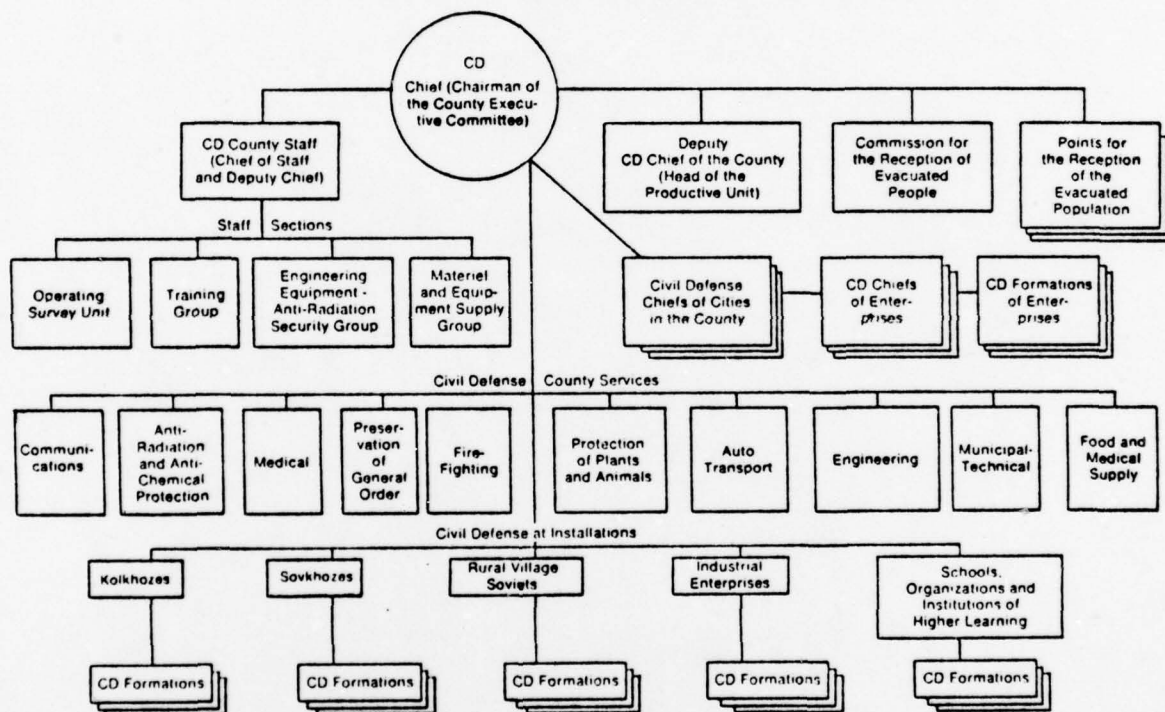 CD
Chief (Chairman of
the County Execu-
tive Committee)
CD County Staff
(Chief of Staff
and Deputy Chief)
Deputy
CD Chief of the County
(Head of the
Productive Unit)
Commission for
the Reception of
Evacuated
People
Points for
the Reception
of the
Evacuated
Population
Staff Sections
Operating
Survey Unit
Training
Group
Engineering
Equipment -
Anti-Radiation
Security Group
Materiel
and Equip-
ment Supply
Group
Civil Defense
Chiefs of Cities
in the County
CD Chiefs
of Enter-
prises
CD Formations
of Enter-
prises
Civil Defense County Services
Communi-
cations
Anti-
Radiation
and Anti-
Chemical
Protection
Medical
Preser-
vation
of
General
Order
Fire-
Fighting
Protection
of Plants
and Animals
Auto
Transport
Engineering
Municipal-
Technical
Food and
Medical
Supply
Civil Defense at Installations
Kolkhozes
Sovkhozes
Rural Village
Soviets
Industrial
Enterprises
Schools,
Organizations and
Institutions of
Higher Learning
CD Formations
CD Formations
CD Formations
CD Formations
CD Formations